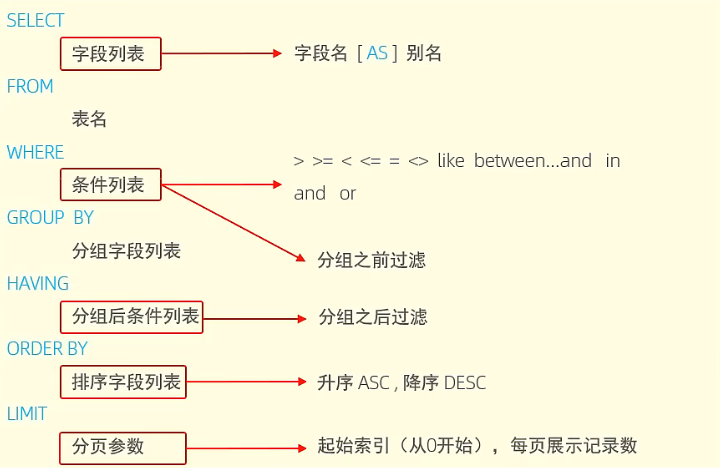 SELECT
字段列表 字段名 [ AS ] 别名
FROM
表名
WHERE
> >= < <= = <> like between...and in
条件列表
and or
GROUP BY
分组字段列表
分组之前过滤
HAVING
分组后条件列表 分组之后过滤
ORDER BY
排序字段列表 升序 ASC , 降序 DESC
LIMIT
分页参数 起始索引（从0开始），每页展示记录数